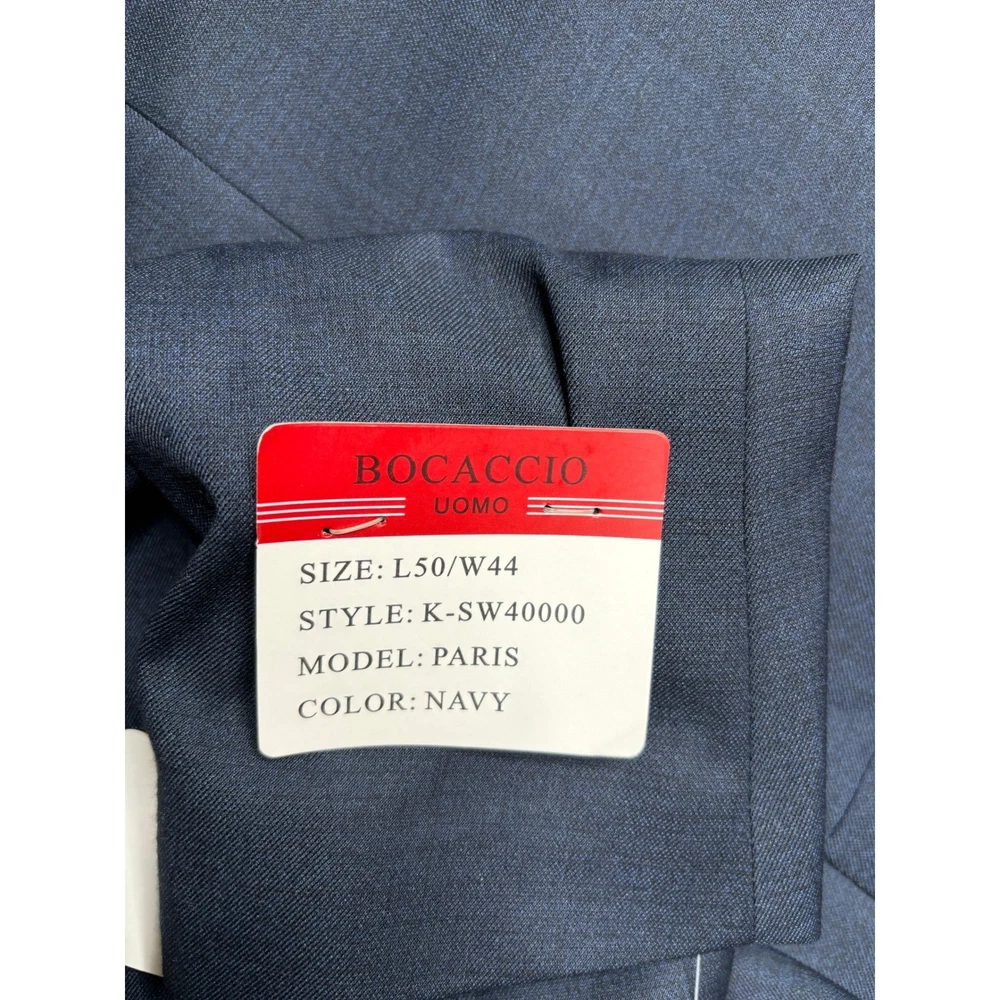 BOCACCIO
UOMO
SIZE: L50/W44
STYLE: K-SW40000
MODEL: PARIS
COLOR: NAVY